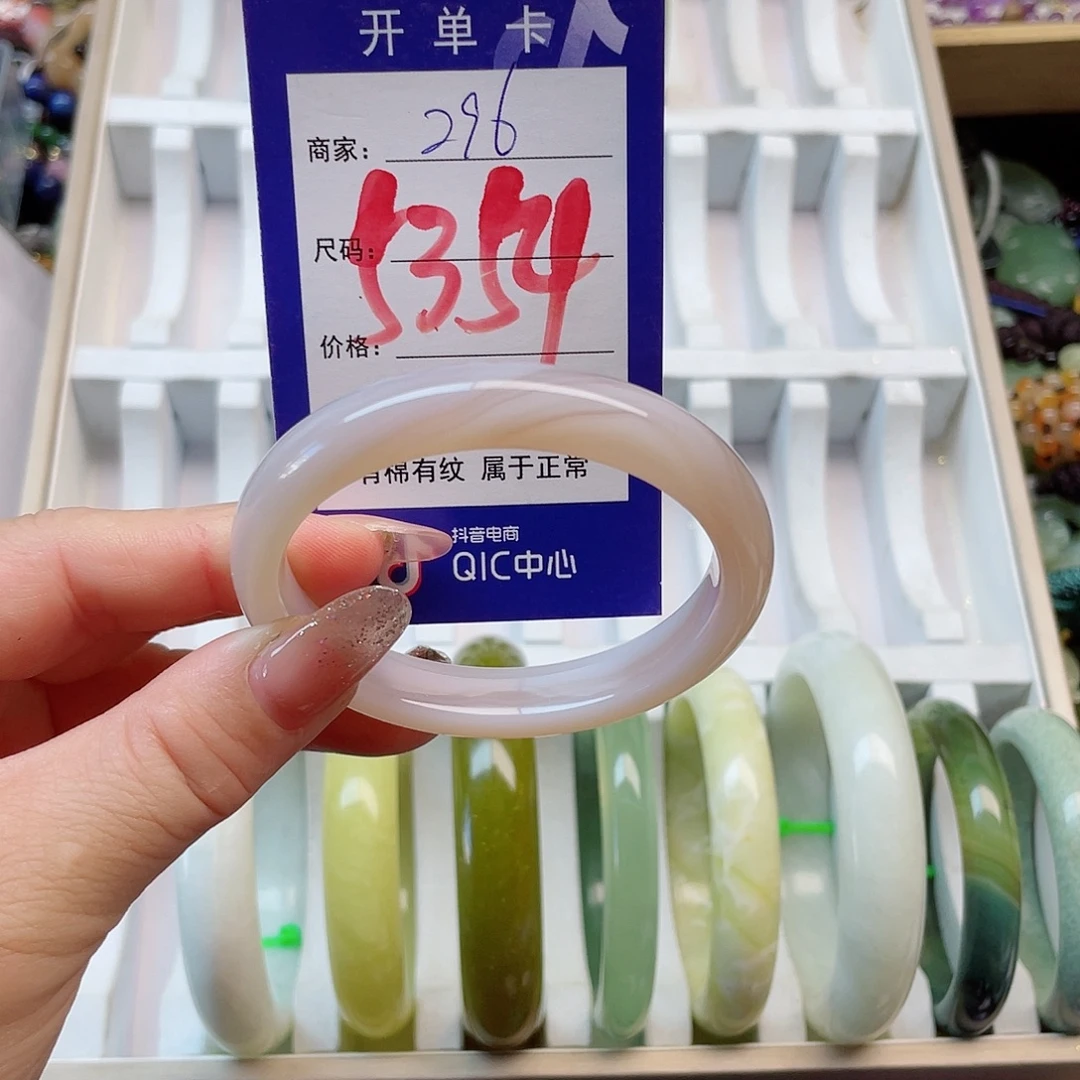 开单卡
商家： 296
尺码：
5354
价格：
有棉有纹 属于正常
抖音电商
QIC中心